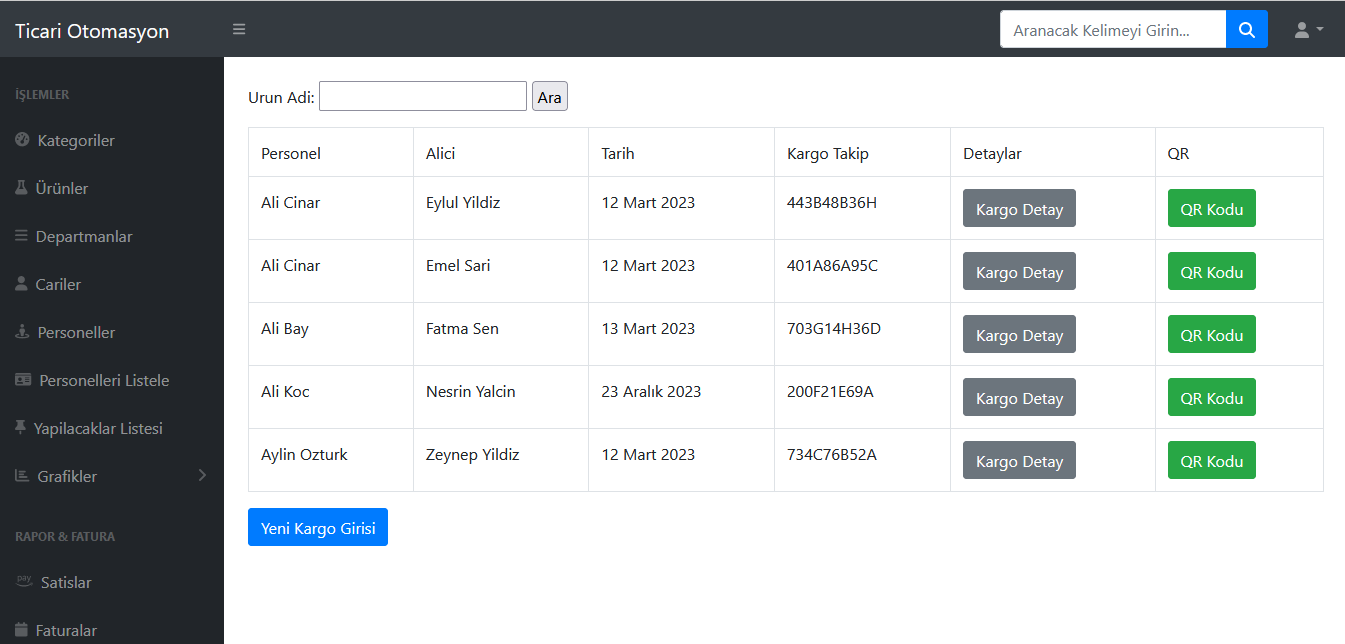 Ticari Otomasyon
Aranacak Kelimeyi Girin...
İŞLEMLER
Kategoriler
Ürünler
Departmanlar
Cariler
Personeller
Personelleri Listele
Yapilacaklar Listesi
Grafikler
RAPOR & FATURA
pay Satislar
Faturalar
Urun Adi: Ara
Personel Alici Tarih Kargo Takip Detaylar QR
Ali Cinar Eylul Yildiz 12 Mart 2023 443B48B36H Kargo Detay QR Kodu
Ali Cinar Emel Sari 12 Mart 2023 401A86A95C Kargo Detay QR Kodu
Ali Bay Fatma Sen 13 Mart 2023 703G14H36D Kargo Detay QR Kodu
Ali Koc Nesrin Yalcin 23 Aralık 2023 200F21E69A Kargo Detay QR Kodu
Aylin Ozturk Zeynep Yildiz 12 Mart 2023 734C76B52A Kargo Detay QR Kodu
Yeni Kargo Girisi